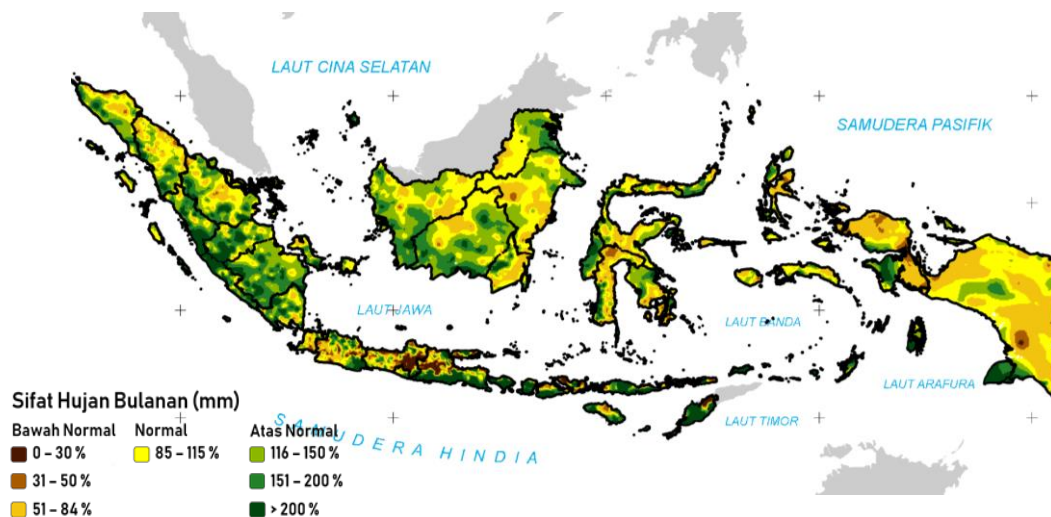 LAUT CINA SELATAN
SAMUDERA PASIFIK
LAUT JAWA
LAUT BANDA
LAUT ARAFURA
LAUT TIMOR
SAMUDERA HINDIA
Sifat Hujan Bulanan (mm)
Bawah Normal Normal Atas Normal
0 – 30 % 85 – 115 % 116 – 150 %
31 – 50 % 151 – 200 %
51 – 84 % > 200 %